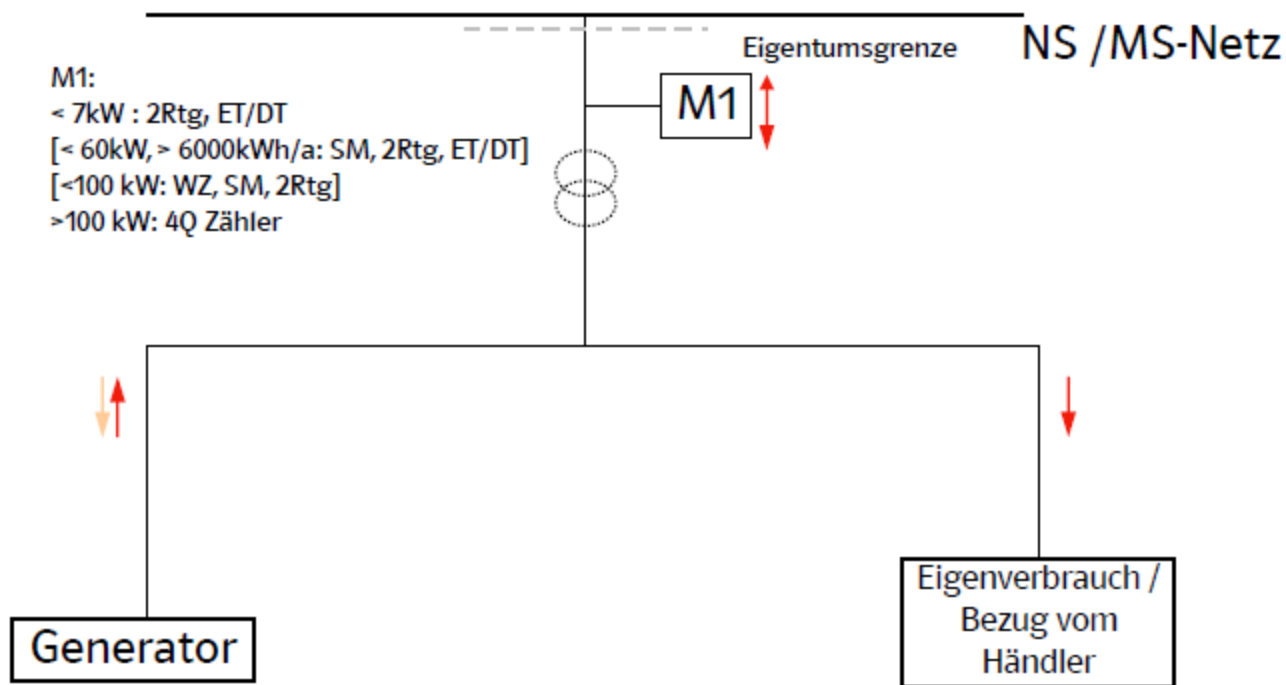 NS /MS-Netz
Eigentumsgrenze
M1:
< 7kW : 2Rtg, ET/DT
[< 60kW, > 6000kWh/a: SM, 2Rtg, ET/DT]
[<100 kW: WZ, SM, 2Rtg]
>100 kW: 4Q Zähler
M1
Generator
Eigenverbrauch /
Bezug vom
Händler